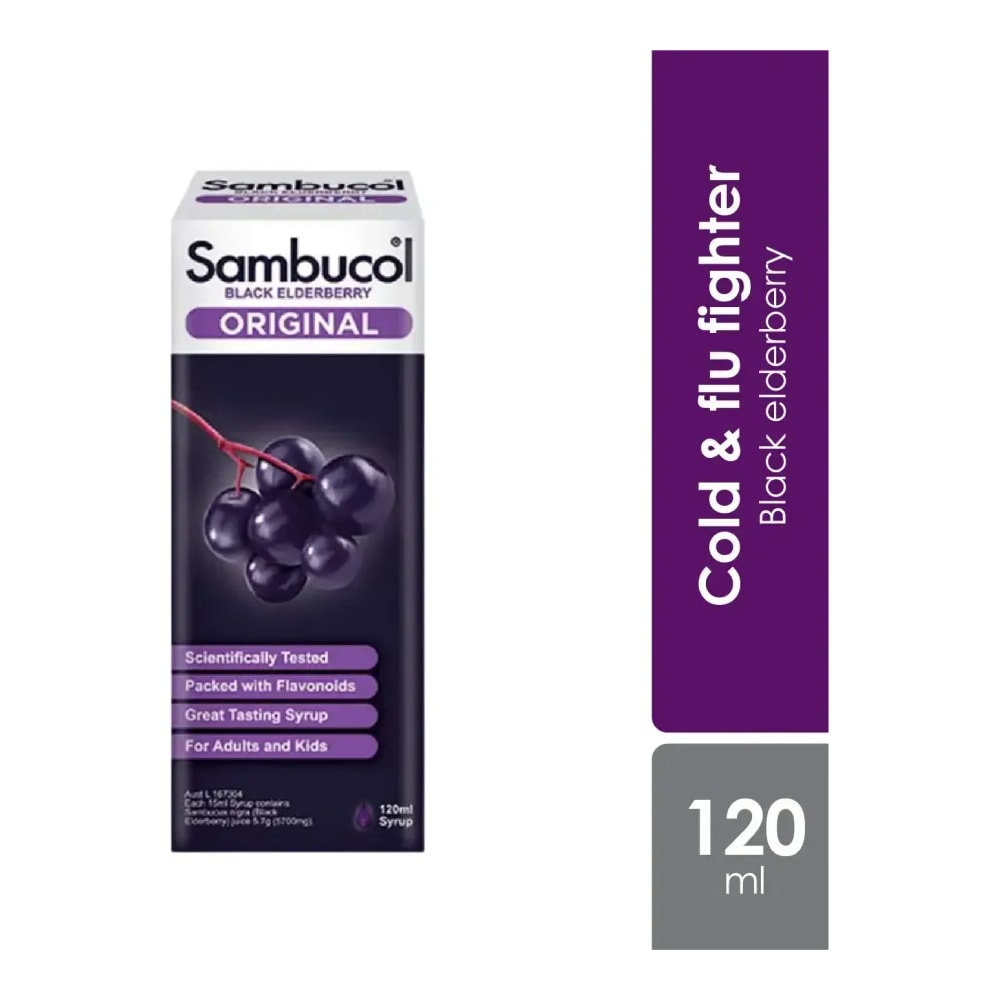 Sambucol
BLACK ELDERBERRY
ORIGINAL
Sambucol®
BLACK ELDERBERRY
ORIGINAL
Scientifically Tested
Packed with Flavonoids
Great Tasting Syrup
For Adults and Kids
Aust L 167304
Each 15ml Syrup contains
Sambucus nigra (Black
Elderberry) juice 5.7g (5700mg).
120ml
Syrup
Cold & flu fighter
Black elderberry
120
ml